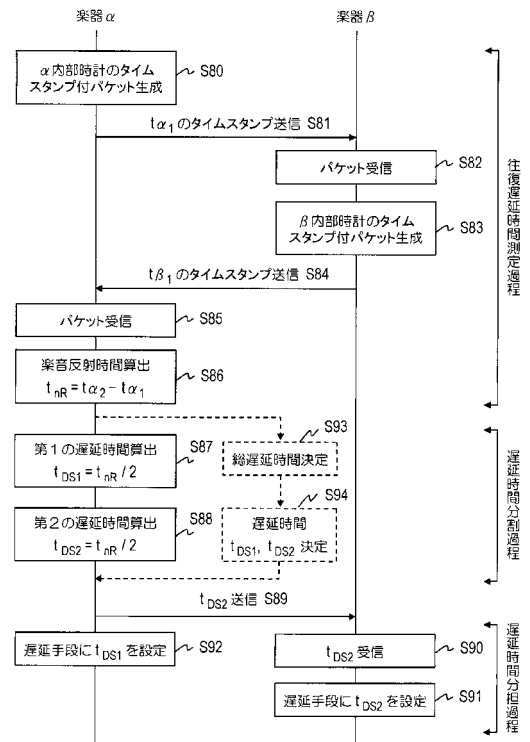 楽器α
楽器β
α内部時計のタイム
スタンプ付パケット生成
S80
tα1のタイムスタンプ送信 S81
パケット受信
S82
β内部時計のタイム
スタンプ付パケット生成
S83
tβ1のタイムスタンプ送信 S84
パケット受信
S85
楽音反射時間算出
tnR=tα2−tα1
S86
往復遅延時間測定過程
第1の遅延時間算出
tDS1=tnR/2
S87
総遅延時間決定
S93
第2の遅延時間算出
tDS2=tnR/2
S88
遅延時間
tDS1, tDS2 決定
S94
遅延時間分割過程
tDS2 送信 S89
遅延手段にtDS1を設定
S92
tDS2 受信
S90
遅延手段にtDS2を設定
S91
遅延時間分担過程